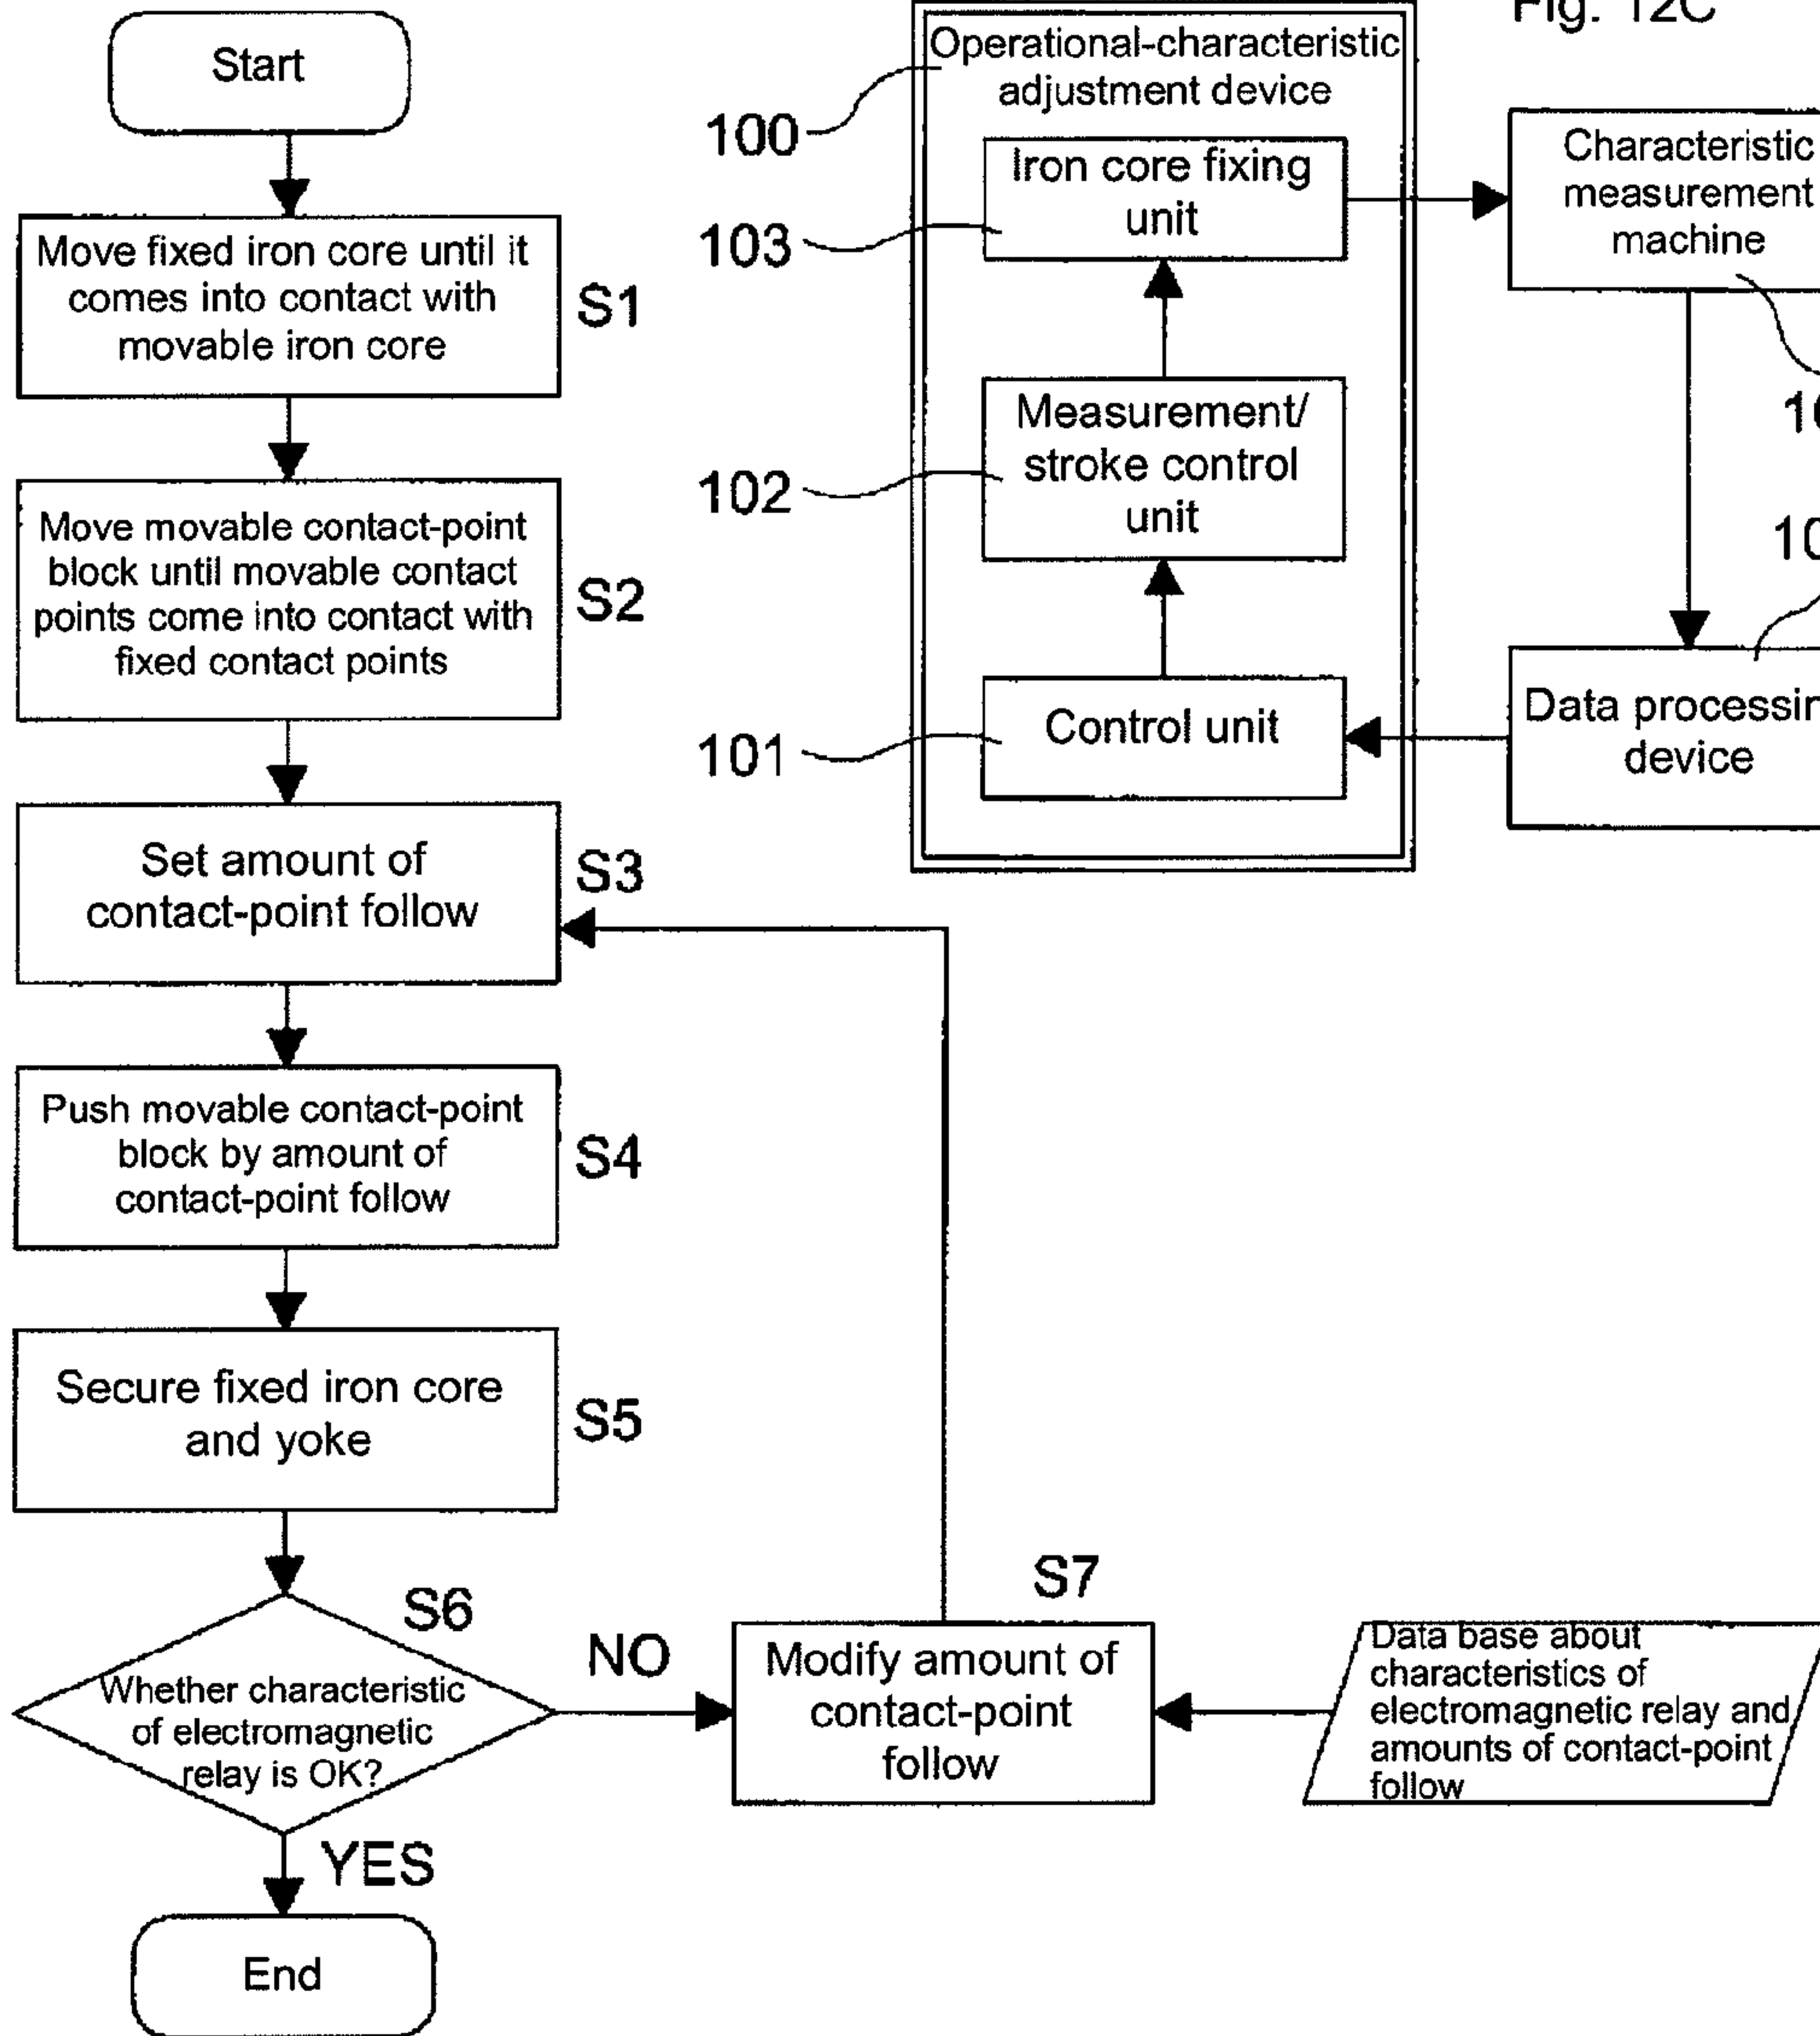 Start
Move fixed iron core until it
comes into contact with
movable iron core
S1
Move movable contact-point
block until movable contact
points come into contact with
fixed contact points
S2
Set amount of
contact-point follow
S3
Push movable contact-point
block by amount of
contact-point follow
S4
Secure fixed iron core
and yoke
S5
S6
Whether characteristic
of electromagnetic
relay is OK?
NO
YES
End
S7
Modify amount of
contact-point
follow
Data base about
characteristics of
electromagnetic relay and
amounts of contact-point
follow
Fig. 12C
Operational-characteristic
adjustment device
100
Iron core fixing
unit
103
Measurement/
stroke control
unit
102
Control unit
101
Characteristic
measurement
machine
Data
device